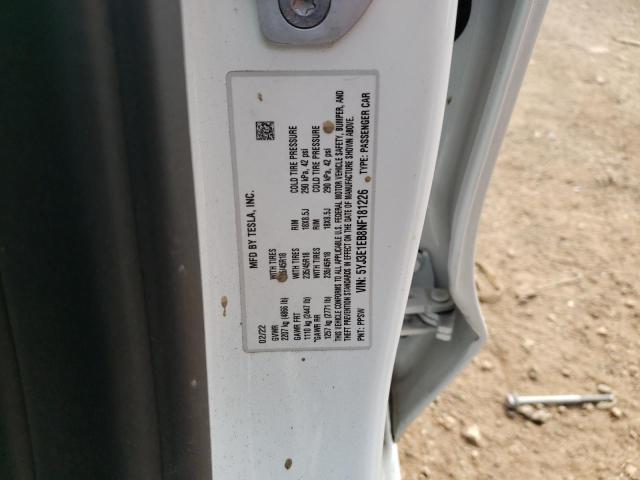 MFD BY TESLA, INC.
02/22
GVWR
2207 kg (4866 lb)
GAWR FRT WITH TIRES RIM COLD TIRE PRESSURE
1110 kg (2447 lb) 235/45R18 18X8.5J 290 kPa, 42 psi
*GAWR RR WITH TIRES RIM COLD TIRE PRESSURE
1257 kg (2771 lb) 235/45R18 18X8.5J 290 kPa, 42 psi
THIS VEHICLE CONFORMS TO ALL APPLICABLE U.S. FEDERAL MOTOR VEHICLE SAFETY, BUMPER, AND
THEFT PREVENTION STANDARDS IN EFFECT ON THE DATE OF MANUFACTURE SHOWN ABOVE.
VIN: 5YJ3E1EB8NF181226 TYPE: PASSENGER CAR
PNT: PPSW